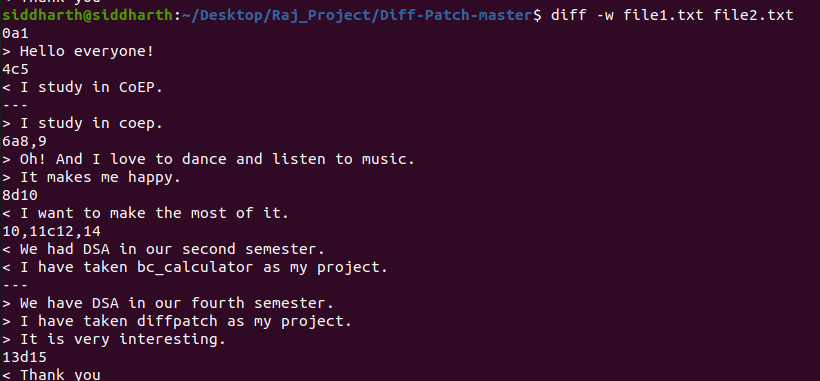 Thank you
siddharth@siddharth:~/Desktop/Raj_Project/Diff-Patch-master$ diff -w file1.txt file2.txt
0a1
> Hello everyone!
4c5
< I study in CoEP.
---
> I study in coep.
6a8,9
> Oh! And I love to dance and listen to music.
> It makes me happy.
8d10
< I want to make the most of it.
10,11c12,14
< We had DSA in our second semester.
< I have taken bc_calculator as my project.
---
> We have DSA in our fourth semester.
> I have taken diffpatch as my project.
> It is very interesting.
13d15
< Thank you